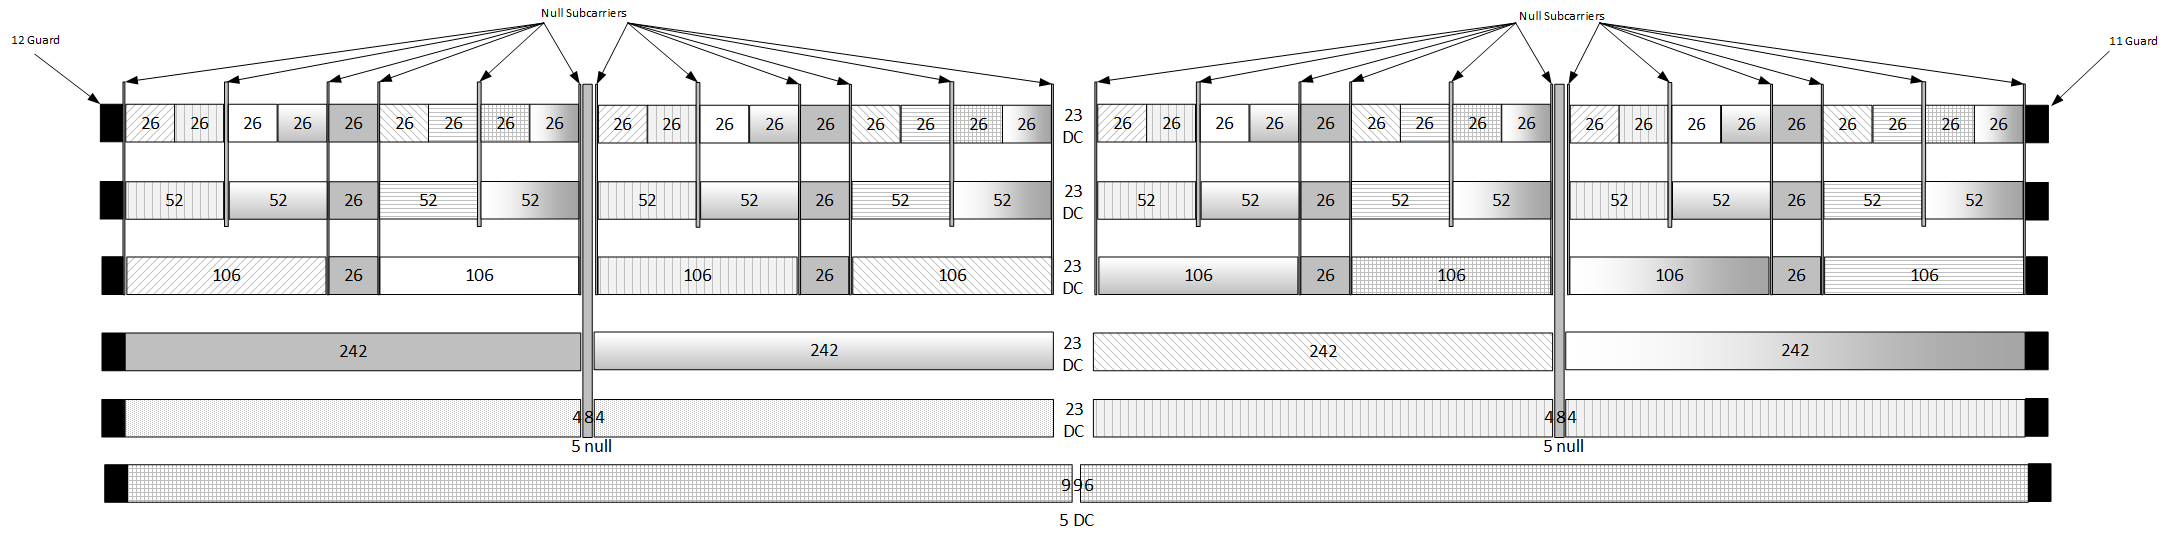 Null Subcarriers Null Subcarriers
12 Guard 11 Guard
26 26 26 26 26 26 26 26 26 26 26 26 26 26 26 26 26 26 23 DC 26 26 26 26 26 26 26 26 26 26 26 26 26 26 26 26 26 26
52 52 26 52 52 52 52 26 52 52 23 DC 52 52 26 52 52 52 52 26 52 52
106 26 106 106 26 106 23 DC 106 26 106 106 26 106
242 242 23 DC 242 242
484 23 DC 484
5 null 5 null
996
5 DC